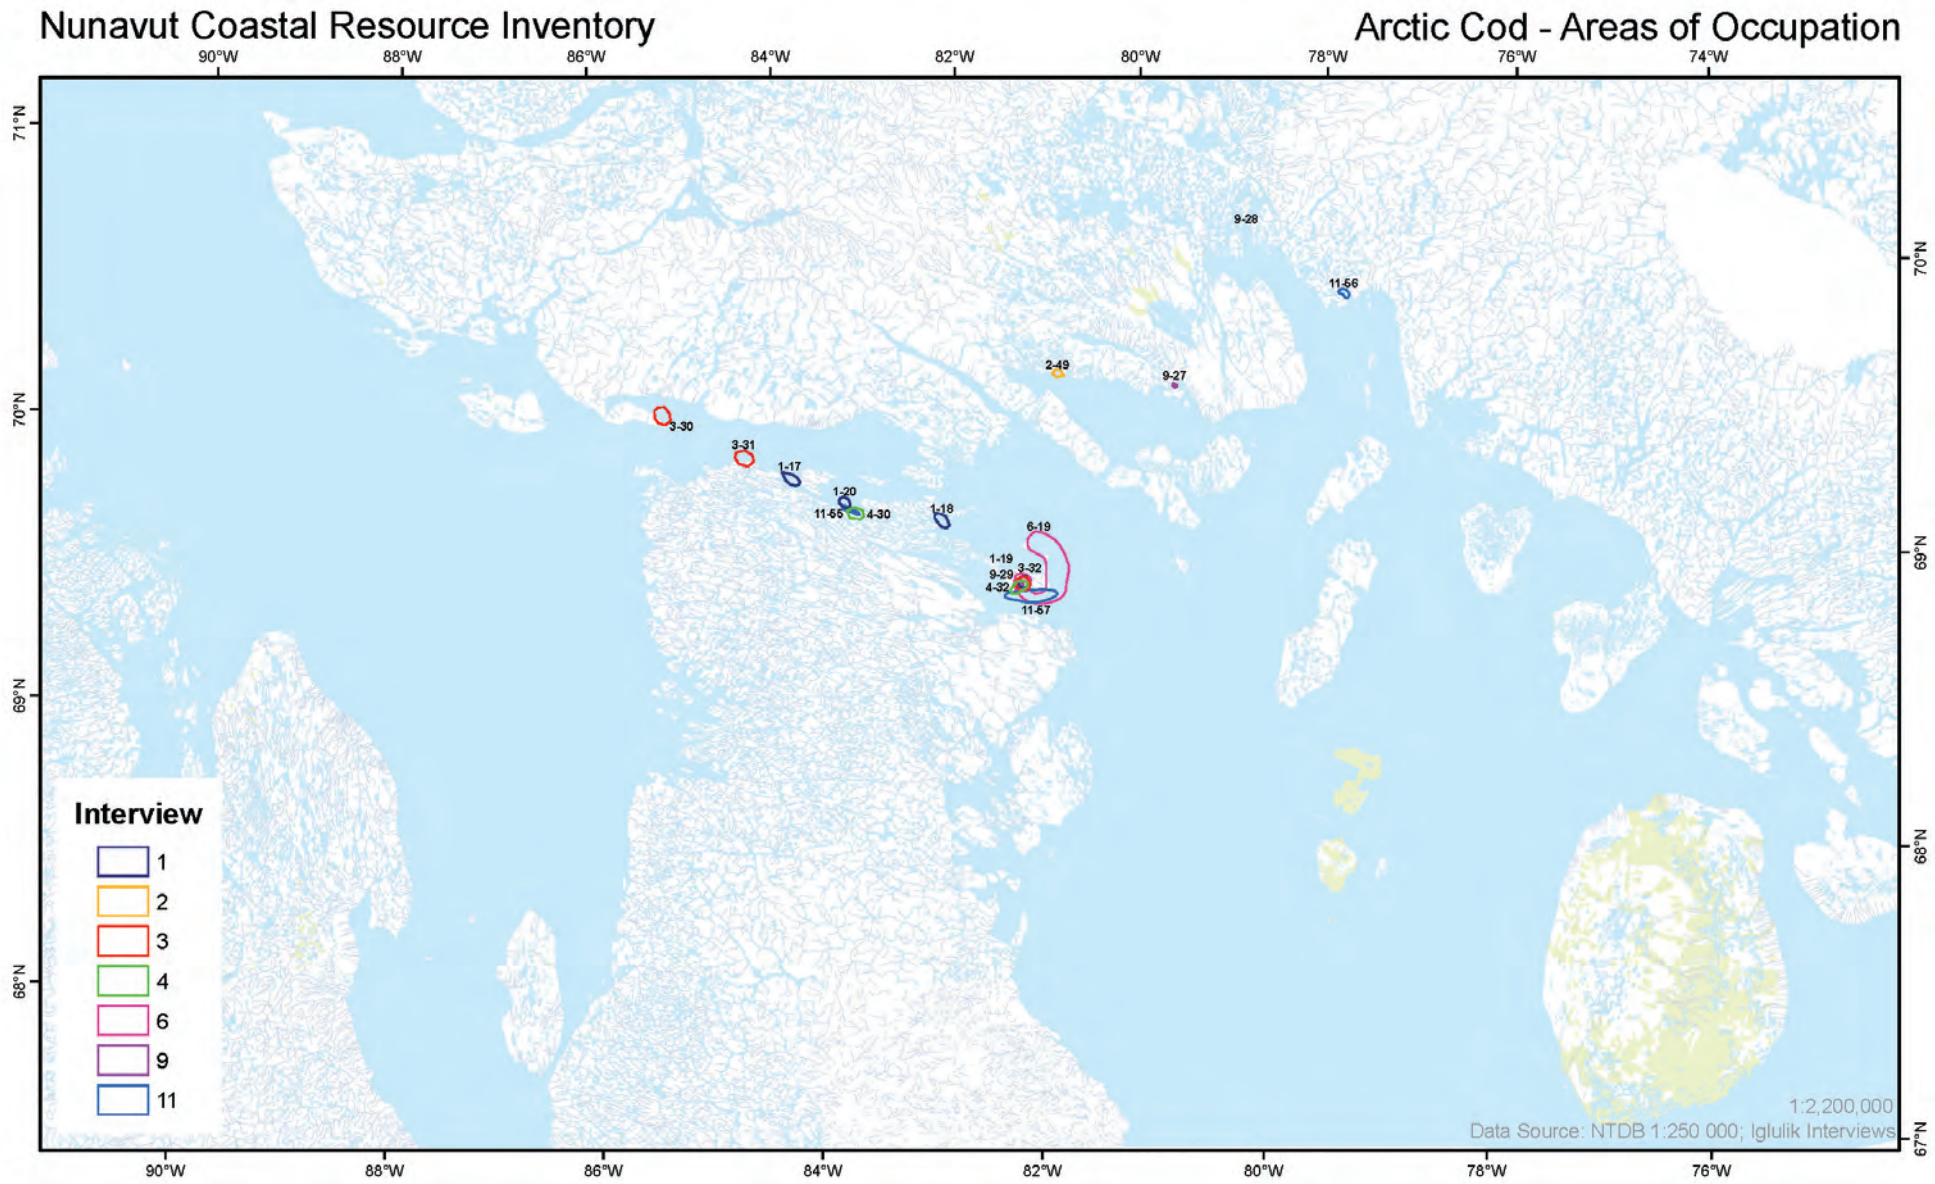 Nunavut Coastal Resource Inventory
Arctic Cod - Areas of Occupation
90°W 88°W 86°W 84°W 82°W 80°W 78°W 76°W 74°W
71°N
70°N
9-28
11-56
2-49
9-27
70°N
3-30
3-31
1-17
1-20
11-55
4-30
1-18
6-19
69°N
1-19
3-32
9-29
4-32
11-57
69°N
68°N
Interview
1
2
3
4
6
9
11
68°N
1:2,200,000
Data Source: NTDB 1:250 000; Iglulik Interviews
67°N
90°W 88°W 86°W 84°W 82°W 80°W 78°W 76°W